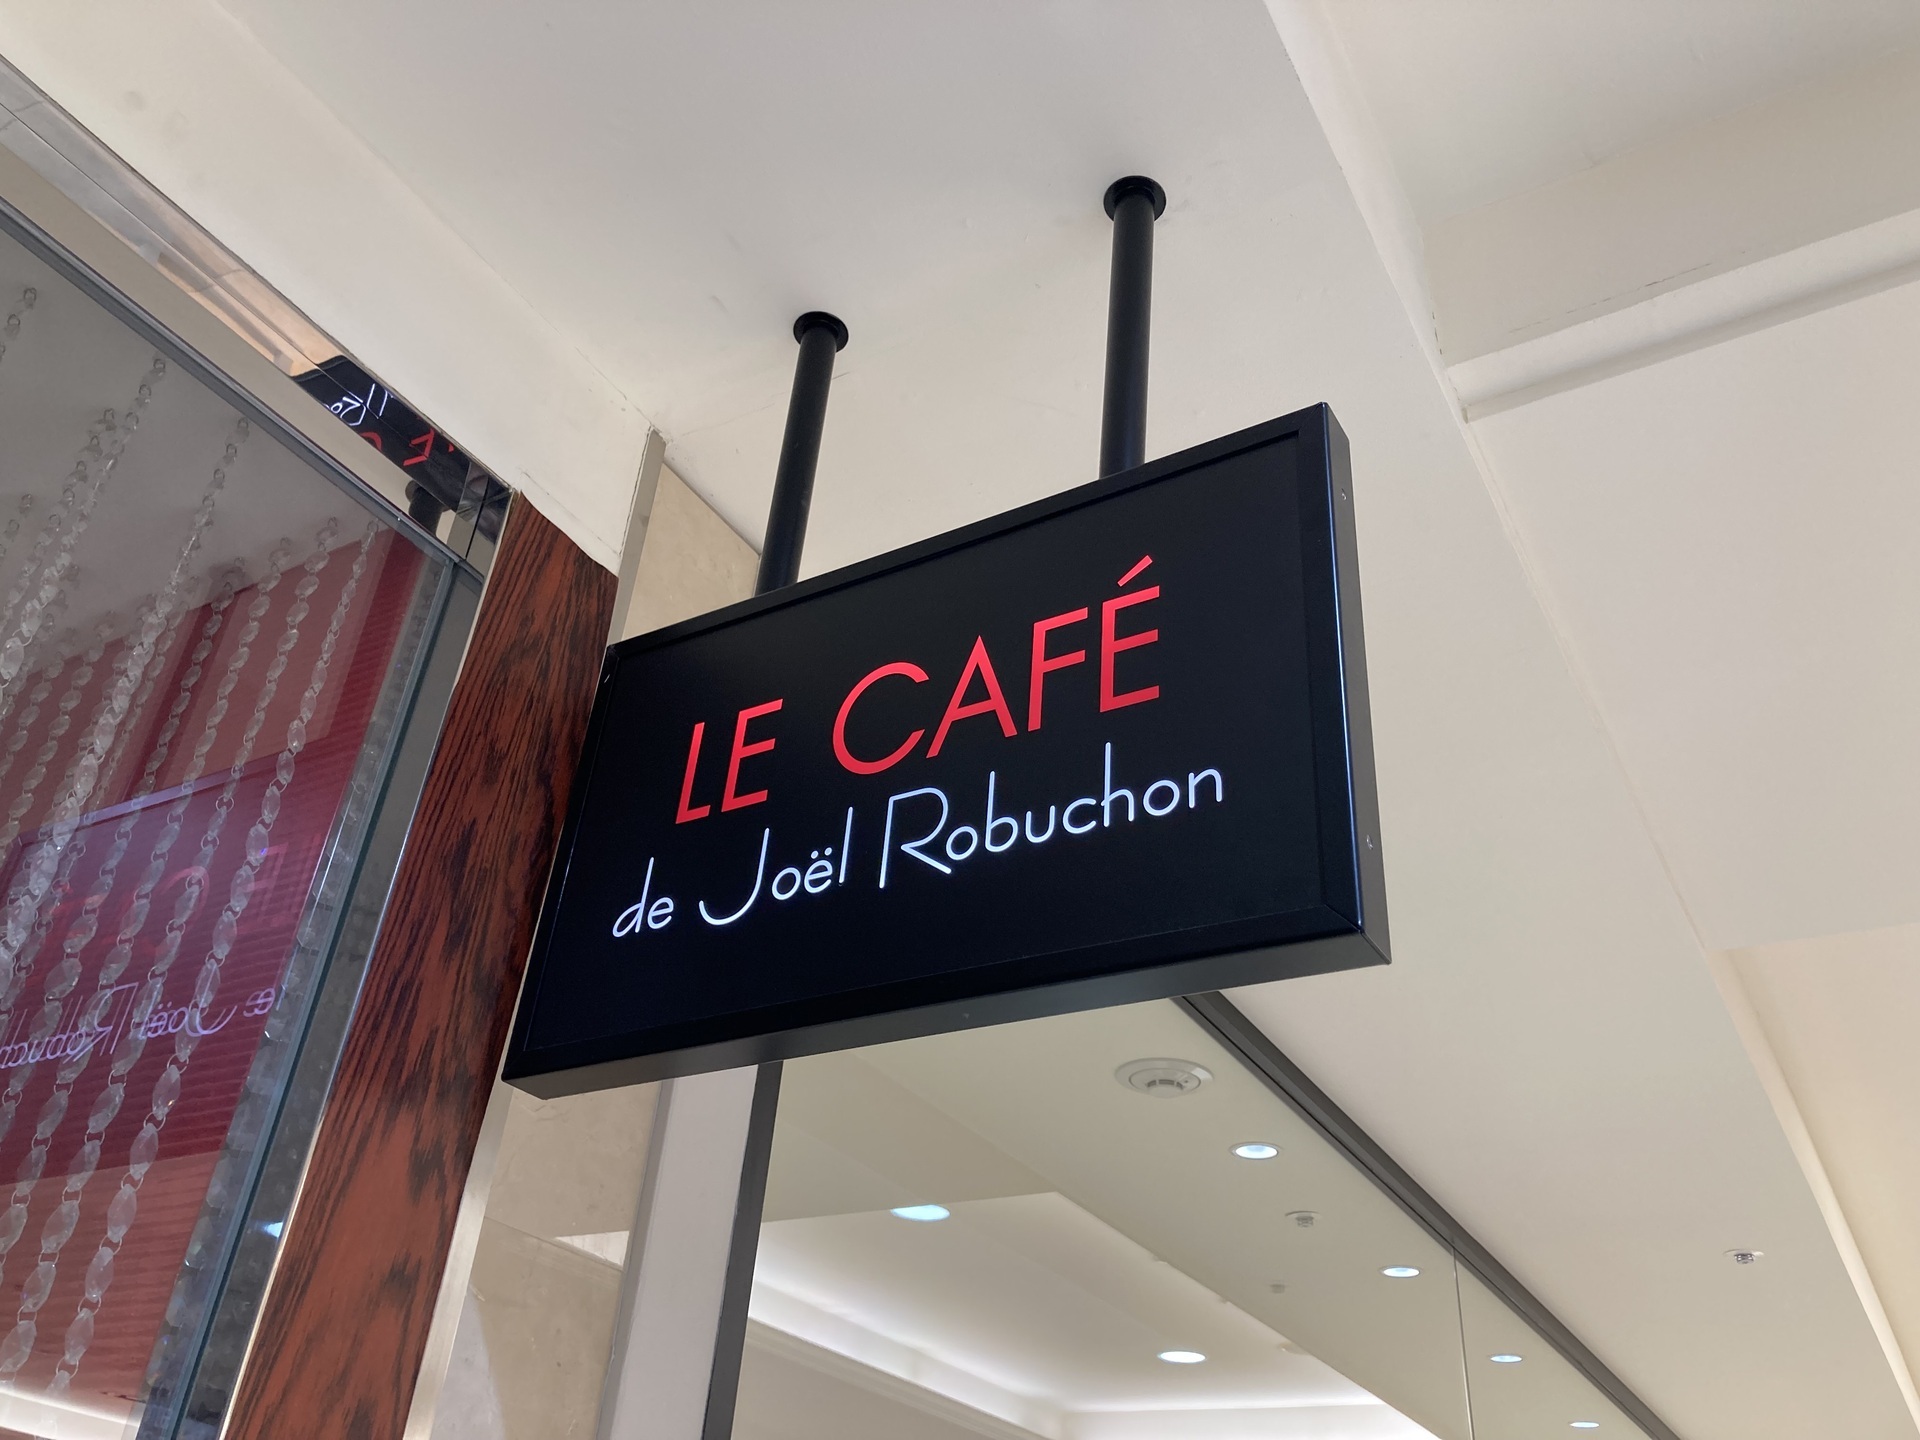 LE CAFÉ
de Joël Robuchon